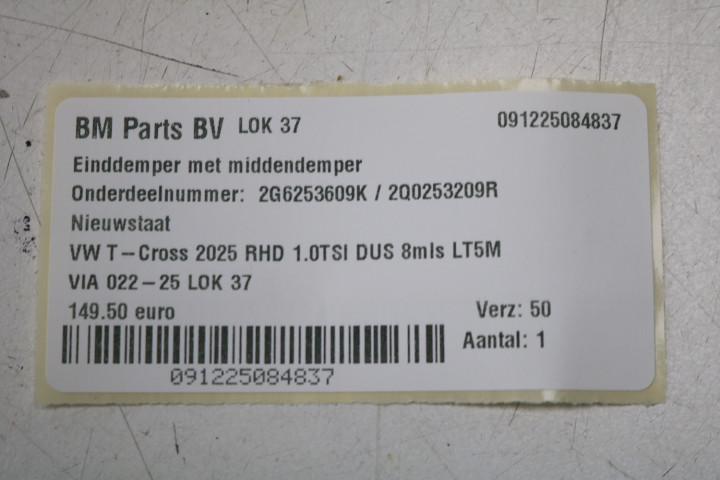 BM Parts BV LOK 37 091225084837
Einddemper met middendemper
Onderdeelnummer: 2G6253609K / 2Q0253209R
Nieuwstaat
VW T-Cross 2025 RHD 1.0TSI DUS 8mls LT5M
VIA 022-25 LOK 37
149.50 euro Verz: 50
Aantal: 1
091225084837